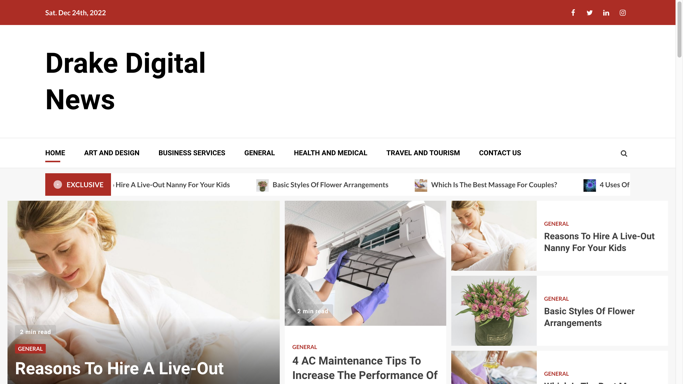 Sat. Dec 24th, 2022
Drake Digital
News
HOME
ART AND DESIGN
BUSINESS SERVICES
GENERAL
HEALTH AND MEDICAL
TRAVEL AND TOURISM
CONTACT US
EXCLUSIVE
Hire A Live-Out Nanny For Your Kids
Basic Styles Of Flower Arrangements
Which Is The Best Massage For Couples?
4 Uses Of
2 min read
GENERAL
Reasons To Hire A Live-Out
2 min read
GENERAL
4 AC Maintenance Tips To
Increase The Performance Of
GENERAL
Reasons To Hire A Live-Out
Nanny For Your Kids
GENERAL
Basic Styles Of Flower
Arrangements
GENERAL